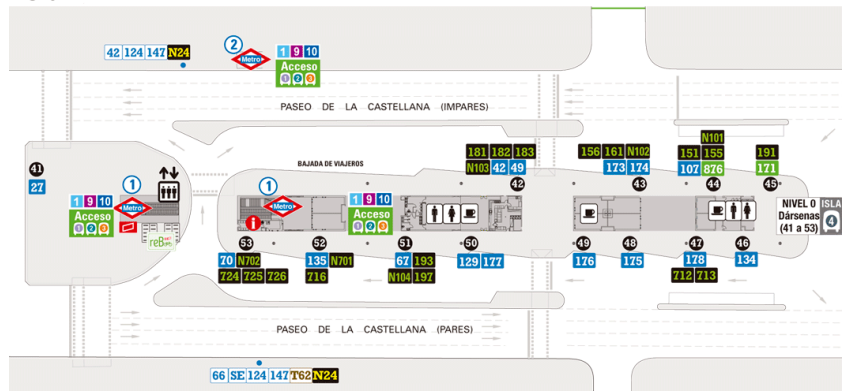 42 124 147 N24
2
Metro
1 9 10
Acceso
1 2 3
PASEO DE LA CASTELLANA (IMPARES)
41
27
1
Metro
1 9 10
Acceso
1 2 3
BAJADA DE VIAJEROS
1
Metro
i
1 9 10
Acceso
1 2 3
181 182 183
N103 42 49
42
156 161 N102
173 174
43
N101
151 155
107 876
44
191
171
45
NIVEL 0
Dársenas
(41 a 53)
ISLA
4
53
70 N702
724 725 726
52
135 N701
716
51
67 193
N104 197
50
129 177
49
176
48
175
47
178
712 713
46
134
PASEO DE LA CASTELLANA (PARES)
66 SE 124 147 T62 N24